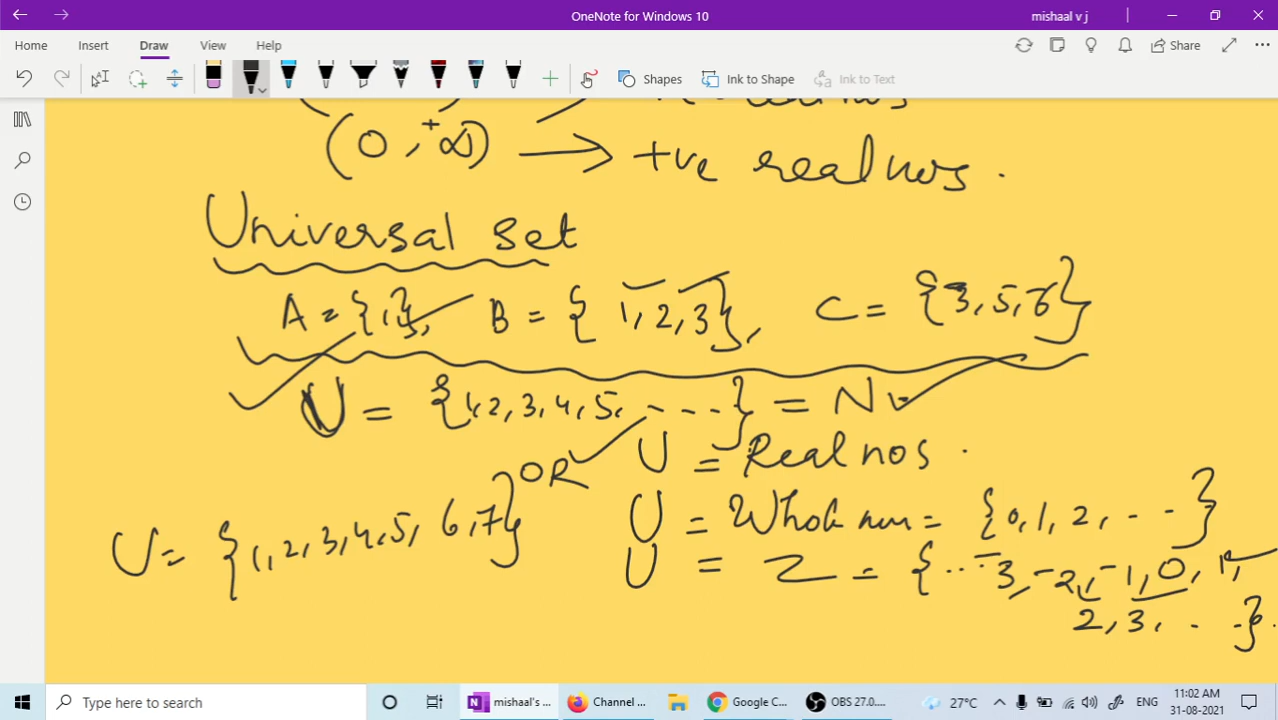 OneNote for Windows 10
mishaal v j
Home Insert Draw View Help
Share
Shapes Ink to Shape Ink to Text
(0, +∞) → +ve real nos.
Universal set
A = {1}, B = {1, 2, 3}, C = {3, 5, 6}
U = {1, 2, 3, 4, 5, ----} = N
OR U = Real nos.
U = {1, 2, 3, 4, 5, 6, 7} U = Whole num = {0, 1, 2, ---}
U = Z = {... -3, -2, -1, 0, 1,
2, 3, . . .}.
Type here to search
mishaal's ... Channel ... Google C... OBS 27.0....
27°C
ENG
11:02 AM
31-08-2021